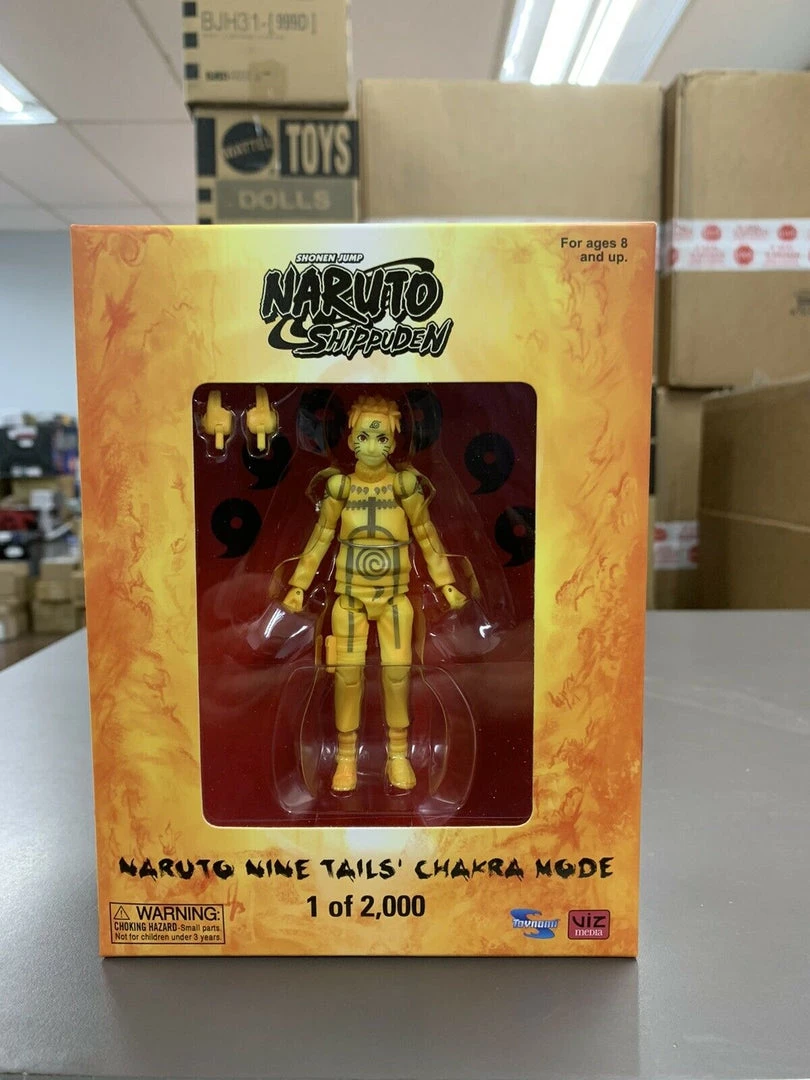 BJH31-[999D]
TOYS
DOLLS
For ages 8
and up.
SHONEN JUMP
NARUTO
SHIPPUDEN
NARUTO NINE TAILS' CHAKRA MODE
1 of 2,000
WARNING:
CHOKING HAZARD-Small parts.
Not for children under 3 years.
Toynami
VIZ
media